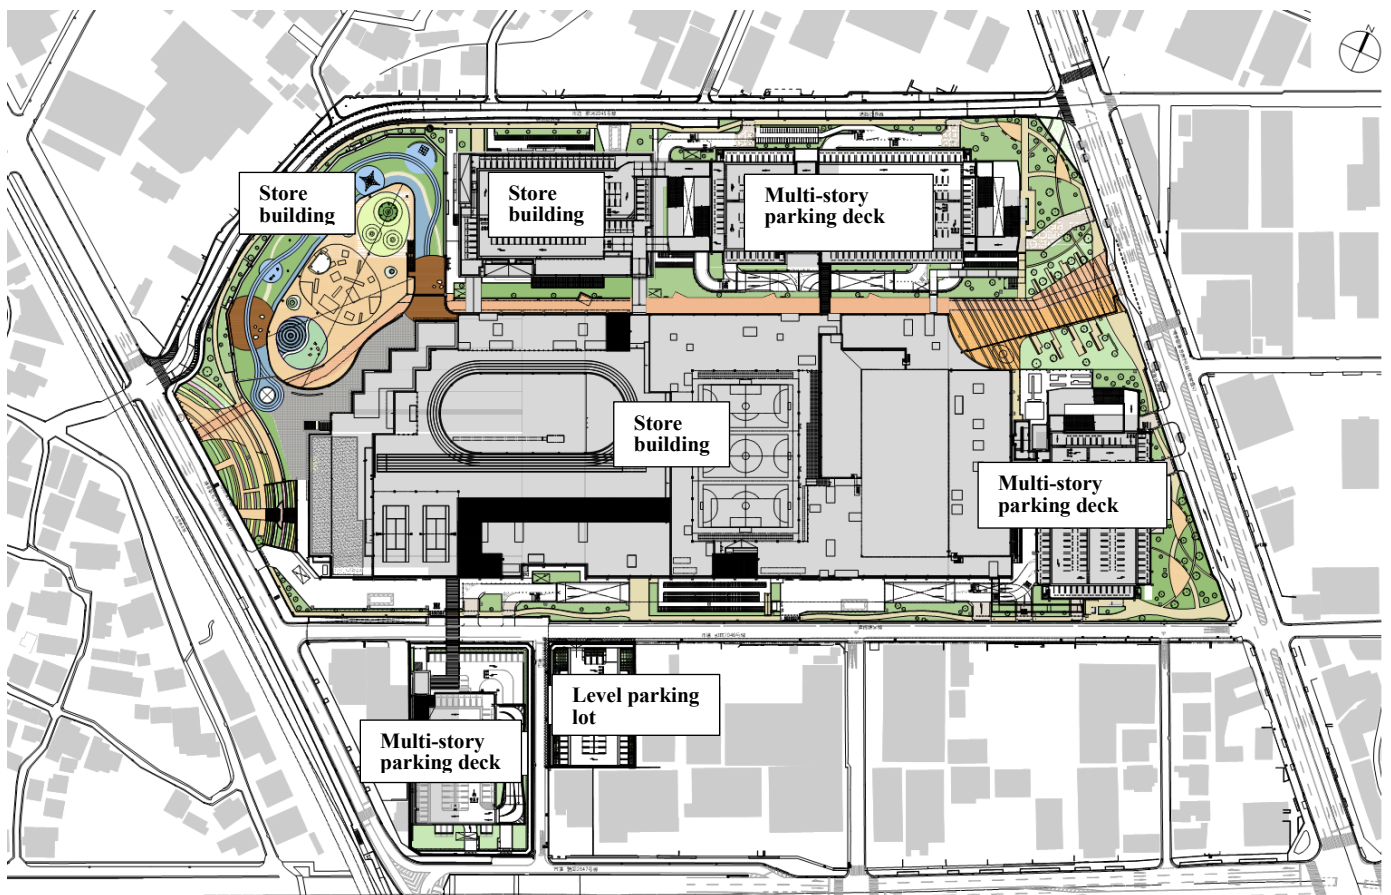 N
Store
building
Store
building
Multi-story
parking deck
Store
building
Multi-story
parking deck
Level parking
lot
Multi-story
parking deck